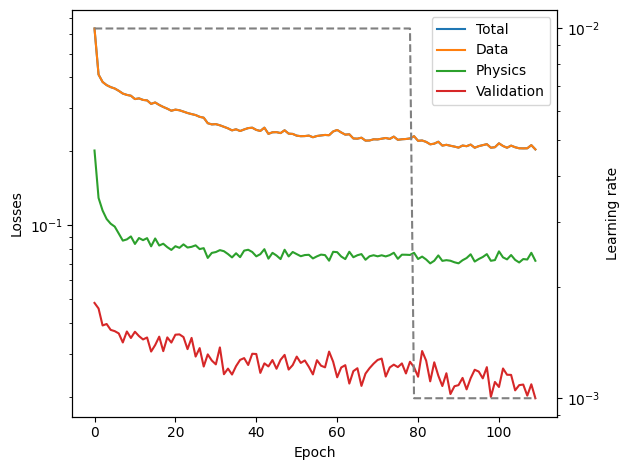 Total
Data
Physics
Validation
Losses
10⁻¹
Learning rate
10⁻²
10⁻³
0 20 40 60 80 100
Epoch